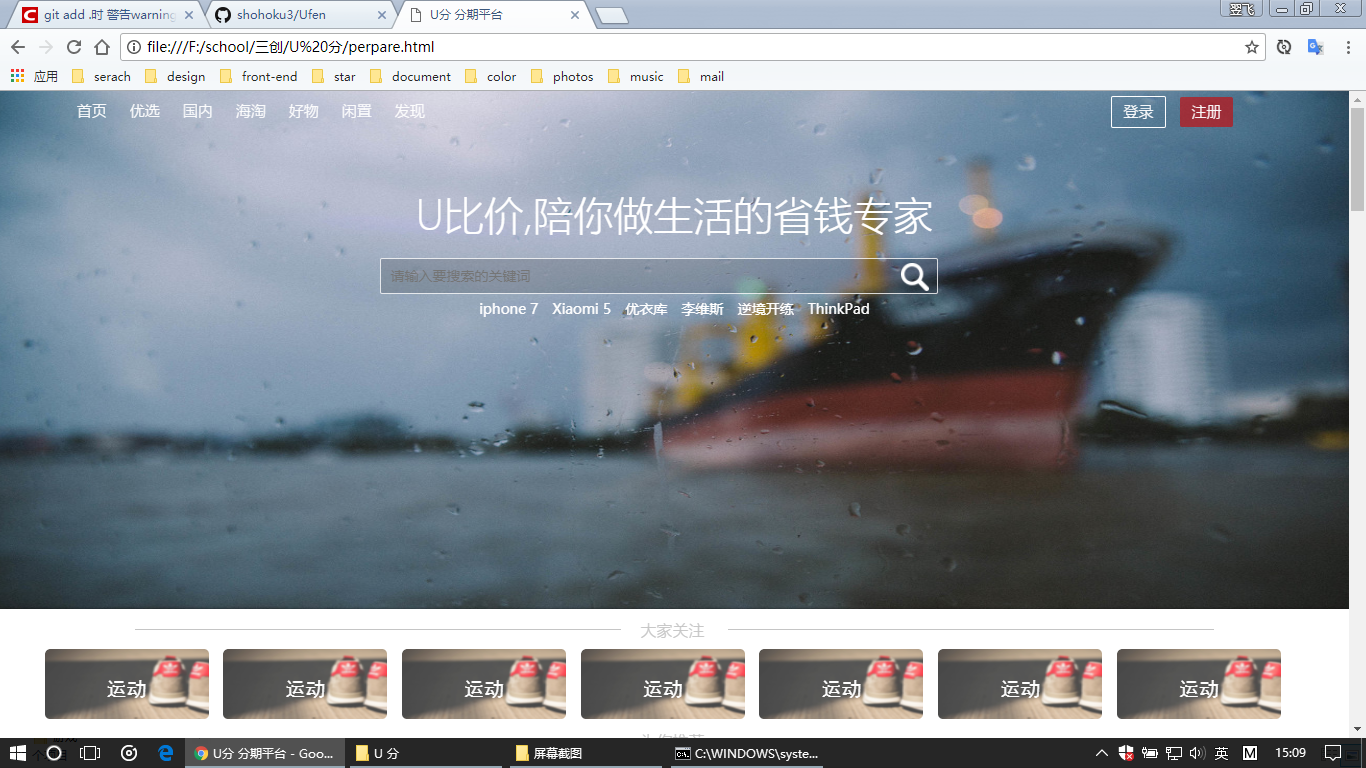 git add .时 警告warning
shohoku3/Ufen
U分 分期平台
翌飞
file:///F:/school/三创/U%20分/perpare.html
应用 serach design front-end star document color photos music mail
首页 优选 国内 海淘 好物 闲置 发现 登录 注册
U比价,陪你做生活的省钱专家
请输入要搜索的关键词
iphone 7 Xiaomi 5 优衣库 李维斯 逆境开练 ThinkPad
大家关注
运动 运动 运动 运动 运动 运动 运动
U分 分期平台 - Goo...
U 分
屏幕截图
C:\WINDOWS\syste...
英
M
15:09